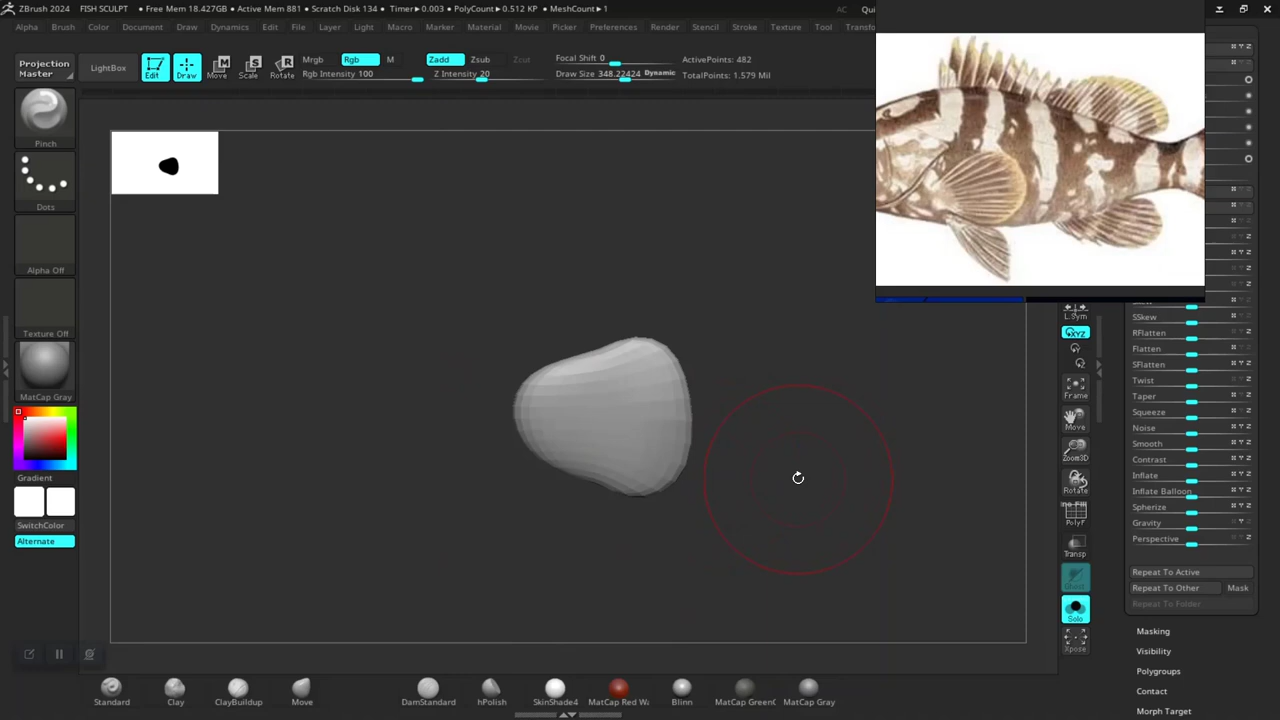 ZBrush 2024 FISH SCULPT • Free Mem 18.427GB • Active Mem 881 • Scratch Disk 134 • Timer▶0.003 • PolyCount▶0.512 KP • MeshCount▶1
AC
Alpha Brush Color Document Draw Dynamics Edit File Layer Light Macro Marker Material Movie Picker Preferences Render Stencil Stroke Texture Tool Transfo
Projection Master
LightBox
Edit
Draw
Move
Scale
Rotate
Mrgb Rgb M
Rgb Intensity 100
Zadd Zsub Zcut
Z Intensity 20
Focal Shift 0
Draw Size 348.22424 Dynamic
ActivePoints: 482
TotalPoints: 1.579 Mil
Pinch
Dots
Alpha Off
Texture Off
MatCap Gray
Gradient
SwitchColor
Alternate
L.Sym
XYZ
Frame
Move
Zoom3D
Rotate
PolyF
Transp
Ghost
Solo
Xpose
SSkew
RFlatten
Flatten
SFlatten
Twist
Taper
Squeeze
Noise
Smooth
Contrast
Inflate
Inflate Balloon
Spherize
Gravity
Perspective
Repeat To Active
Repeat To Other Mask
Repeat To Folder
Masking
Visibility
Polygroups
Contact
Morph Target
Standard
Clay
ClayBuildup
Move
DamStandard
hPolish
SkinShade4
MatCap Red Wa
Blinn
MatCap GreenC
MatCap Gray